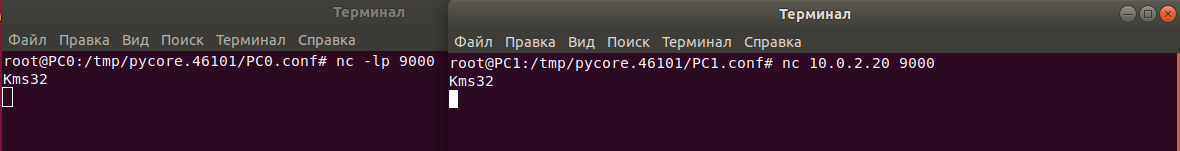 Терминал
Файл Правка Вид Поиск Терминал Справка
root@PC0:/tmp/pycore.46101/PC0.conf# nc -lp 9000
Kms32
Терминал
Файл Правка Вид Поиск Терминал Справка
root@PC1:/tmp/pycore.46101/PC1.conf# nc 10.0.2.20 9000
Kms32